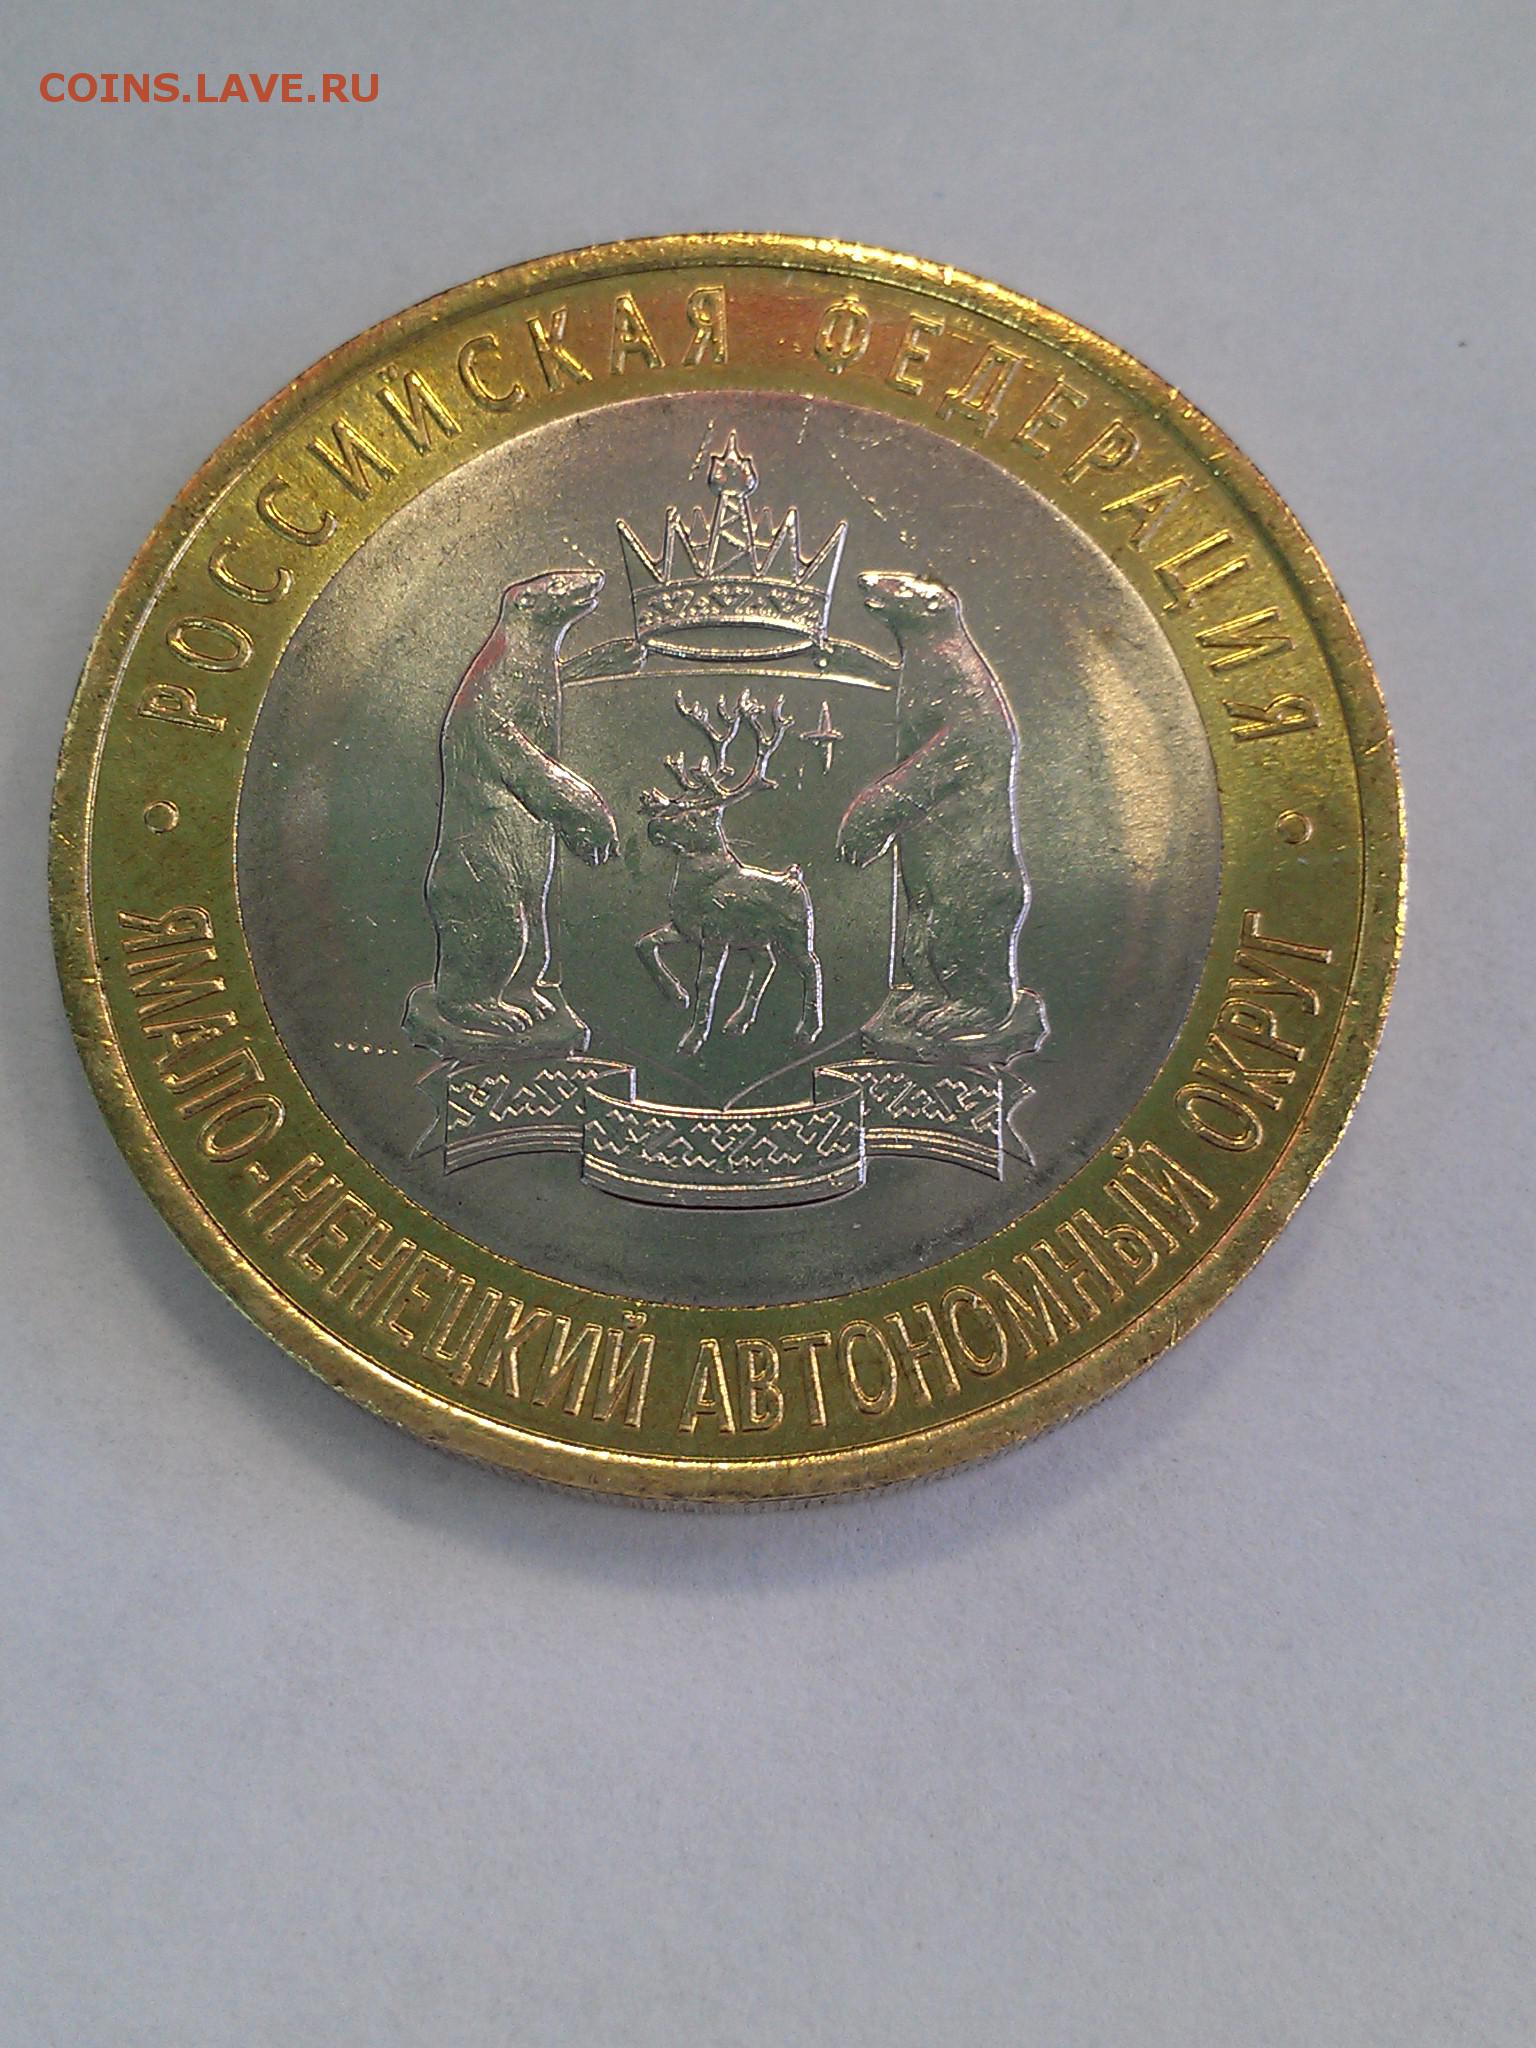 COINS.LAVE.RU
РОССИЙСКАЯ ФЕДЕРАЦИЯ
ЯМАЛО-НЕНЕЦКИЙ АВТОНОМНЫЙ ОКРУГ